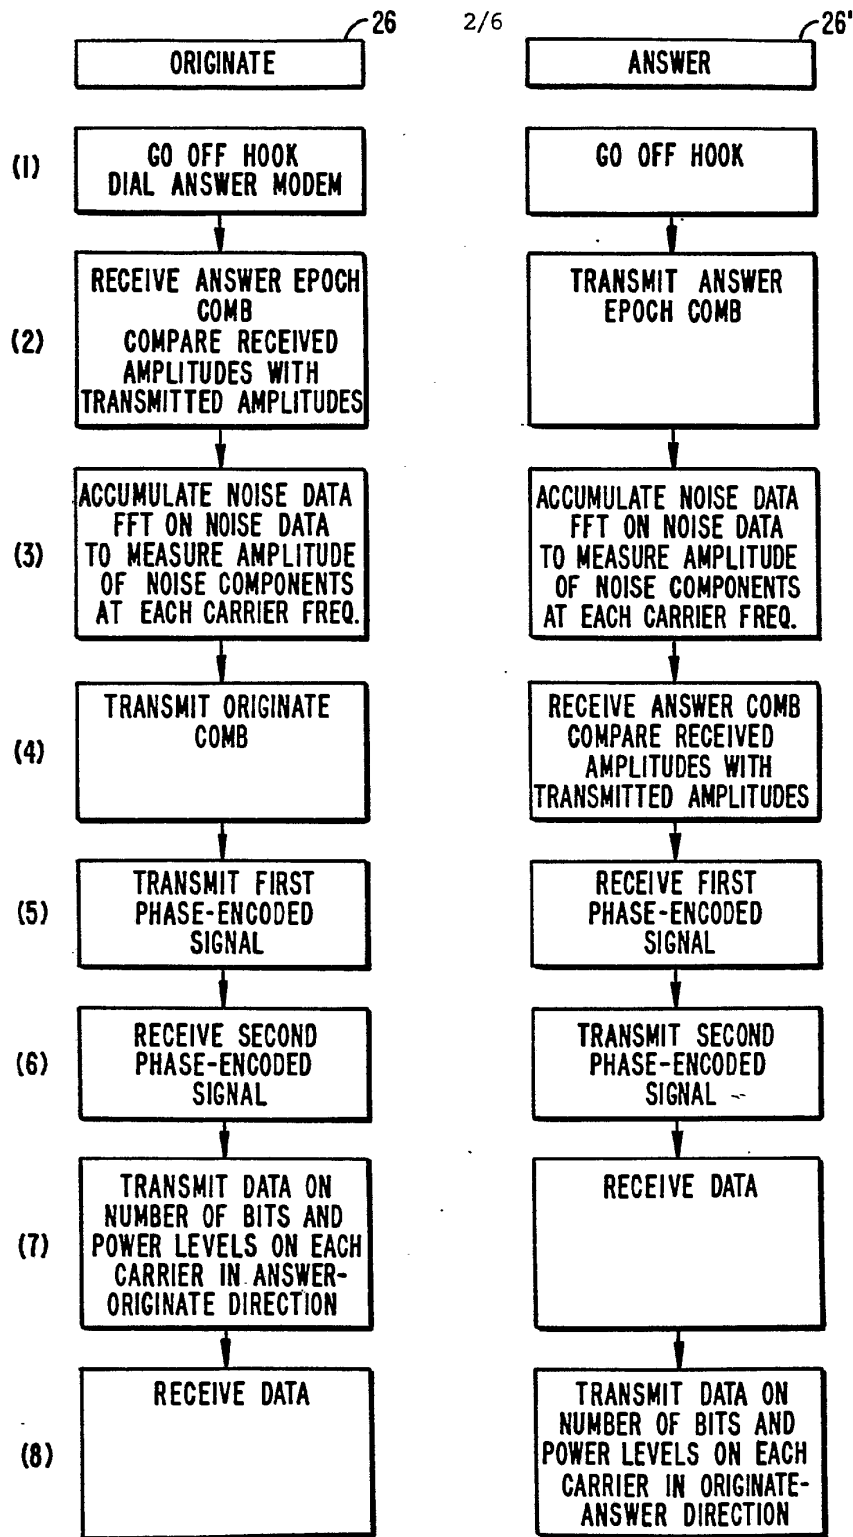 26
2/6
26'
ORIGINATE
ANSWER
(1)
GO OFF HOOK
DIAL ANSWER MODEM
GO OFF HOOK
(2)
RECEIVE ANSWER EPOCH
COMB
COMPARE RECEIVED
AMPLITUDES WITH
TRANSMITTED AMPLITUDES
TRANSMIT ANSWER
EPOCH COMB
(3)
ACCUMULATE NOISE DATA
FFT ON NOISE DATA
TO MEASURE AMPLITUDE
OF NOISE COMPONENTS
AT EACH CARRIER FREQ.
ACCUMULATE NOISE DATA
FFT ON NOISE DATA
TO MEASURE AMPLITUDE
OF NOISE COMPONENTS
AT EACH CARRIER FREQ.
(4)
TRANSMIT ORIGINATE
COMB
RECEIVE ANSWER COMB
COMPARE RECEIVED
AMPLITUDES WITH
TRANSMITTED AMPLITUDES
(5)
TRANSMIT FIRST
PHASE-ENCODED
SIGNAL
RECEIVE FIRST
PHASE-ENCODED
SIGNAL
(6)
RECEIVE SECOND
PHASE-ENCODED
SIGNAL
TRANSMIT SECOND
PHASE-ENCODED
SIGNAL
(7)
TRANSMIT DATA ON
NUMBER OF BITS AND
POWER LEVELS ON EACH
CARRIER IN ANSWER-
ORIGINATE DIRECTION
RECEIVE DATA
(8)
RECEIVE DATA
TRANSMIT DATA ON
NUMBER OF BITS AND
POWER LEVELS ON EACH
CARRIER IN ORIGINATE-
ANSWER DIRECTION